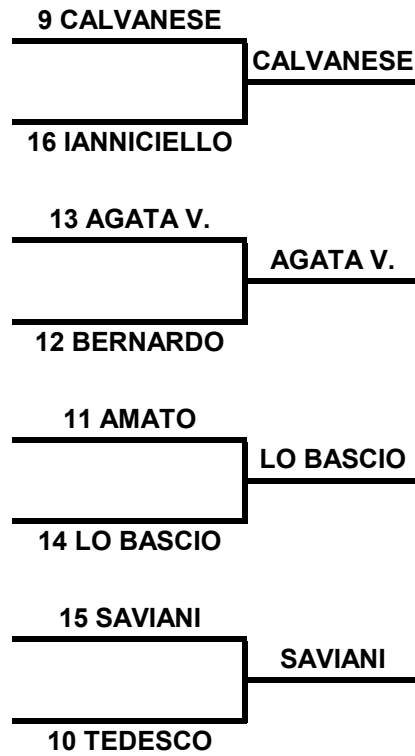 9 CALVANESE
CALVANESE
16 IANNICIELLO
13 AGATA V.
AGATA V.
12 BERNARDO
11 AMATO
LO BASCIO
14 LO BASCIO
15 SAVIANI
SAVIANI
10 TEDESCO